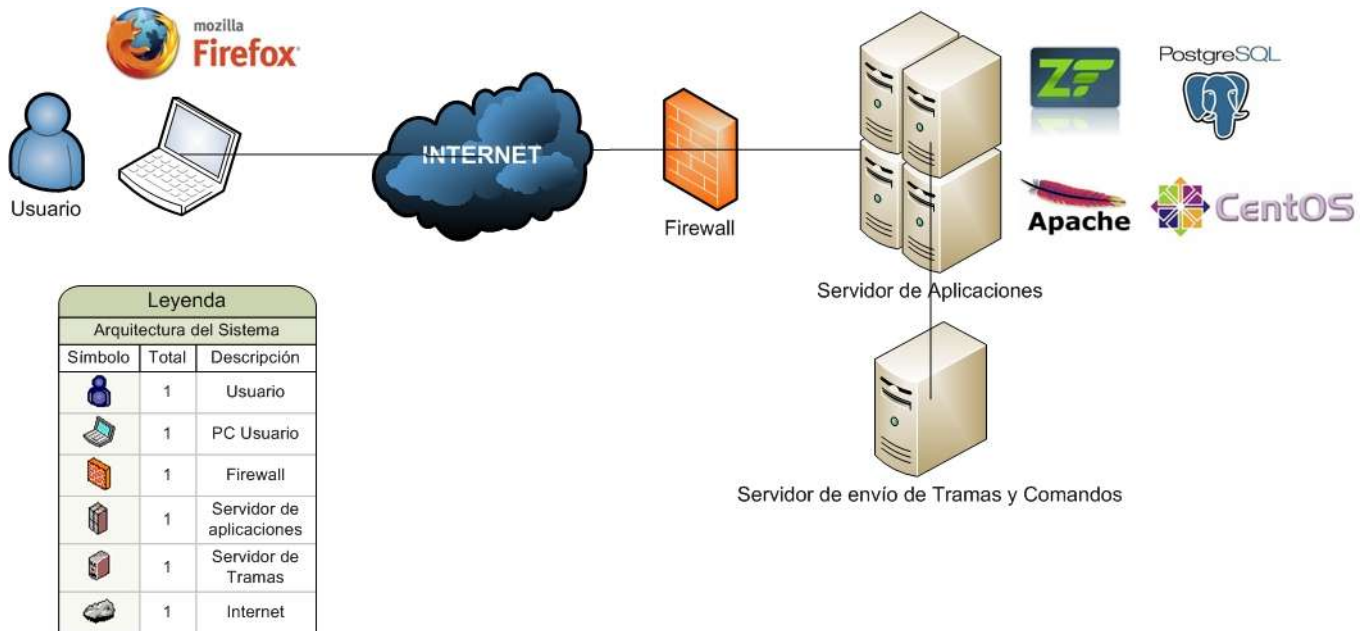 mozilla
Firefox
PostgreSQL
ZF
INTERNET
Usuario
Firewall
Apache
CentOS
Servidor de Aplicaciones
Leyenda
Arquitectura del Sistema
Símbolo Total Descripción
1 Usuario
1 PC Usuario
1 Firewall
1 Servidor de aplicaciones
1 Servidor de Tramas
1 Internet
Servidor de envío de Tramas y Comandos